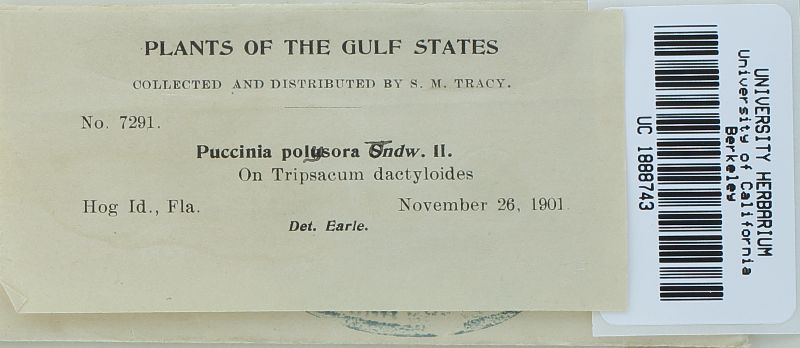 PLANTS OF THE GULF STATES
COLLECTED AND DISTRIBUTED BY S. M. TRACY.
No. 7291.
Puccinia polysora Undw. II.
On Tripsacum dactyloides
Hog Id., Fla. November 26, 1901.
Det. Earle.
UNIVERSITY HERBARIUM
University of California
Berkeley
UC 1888743